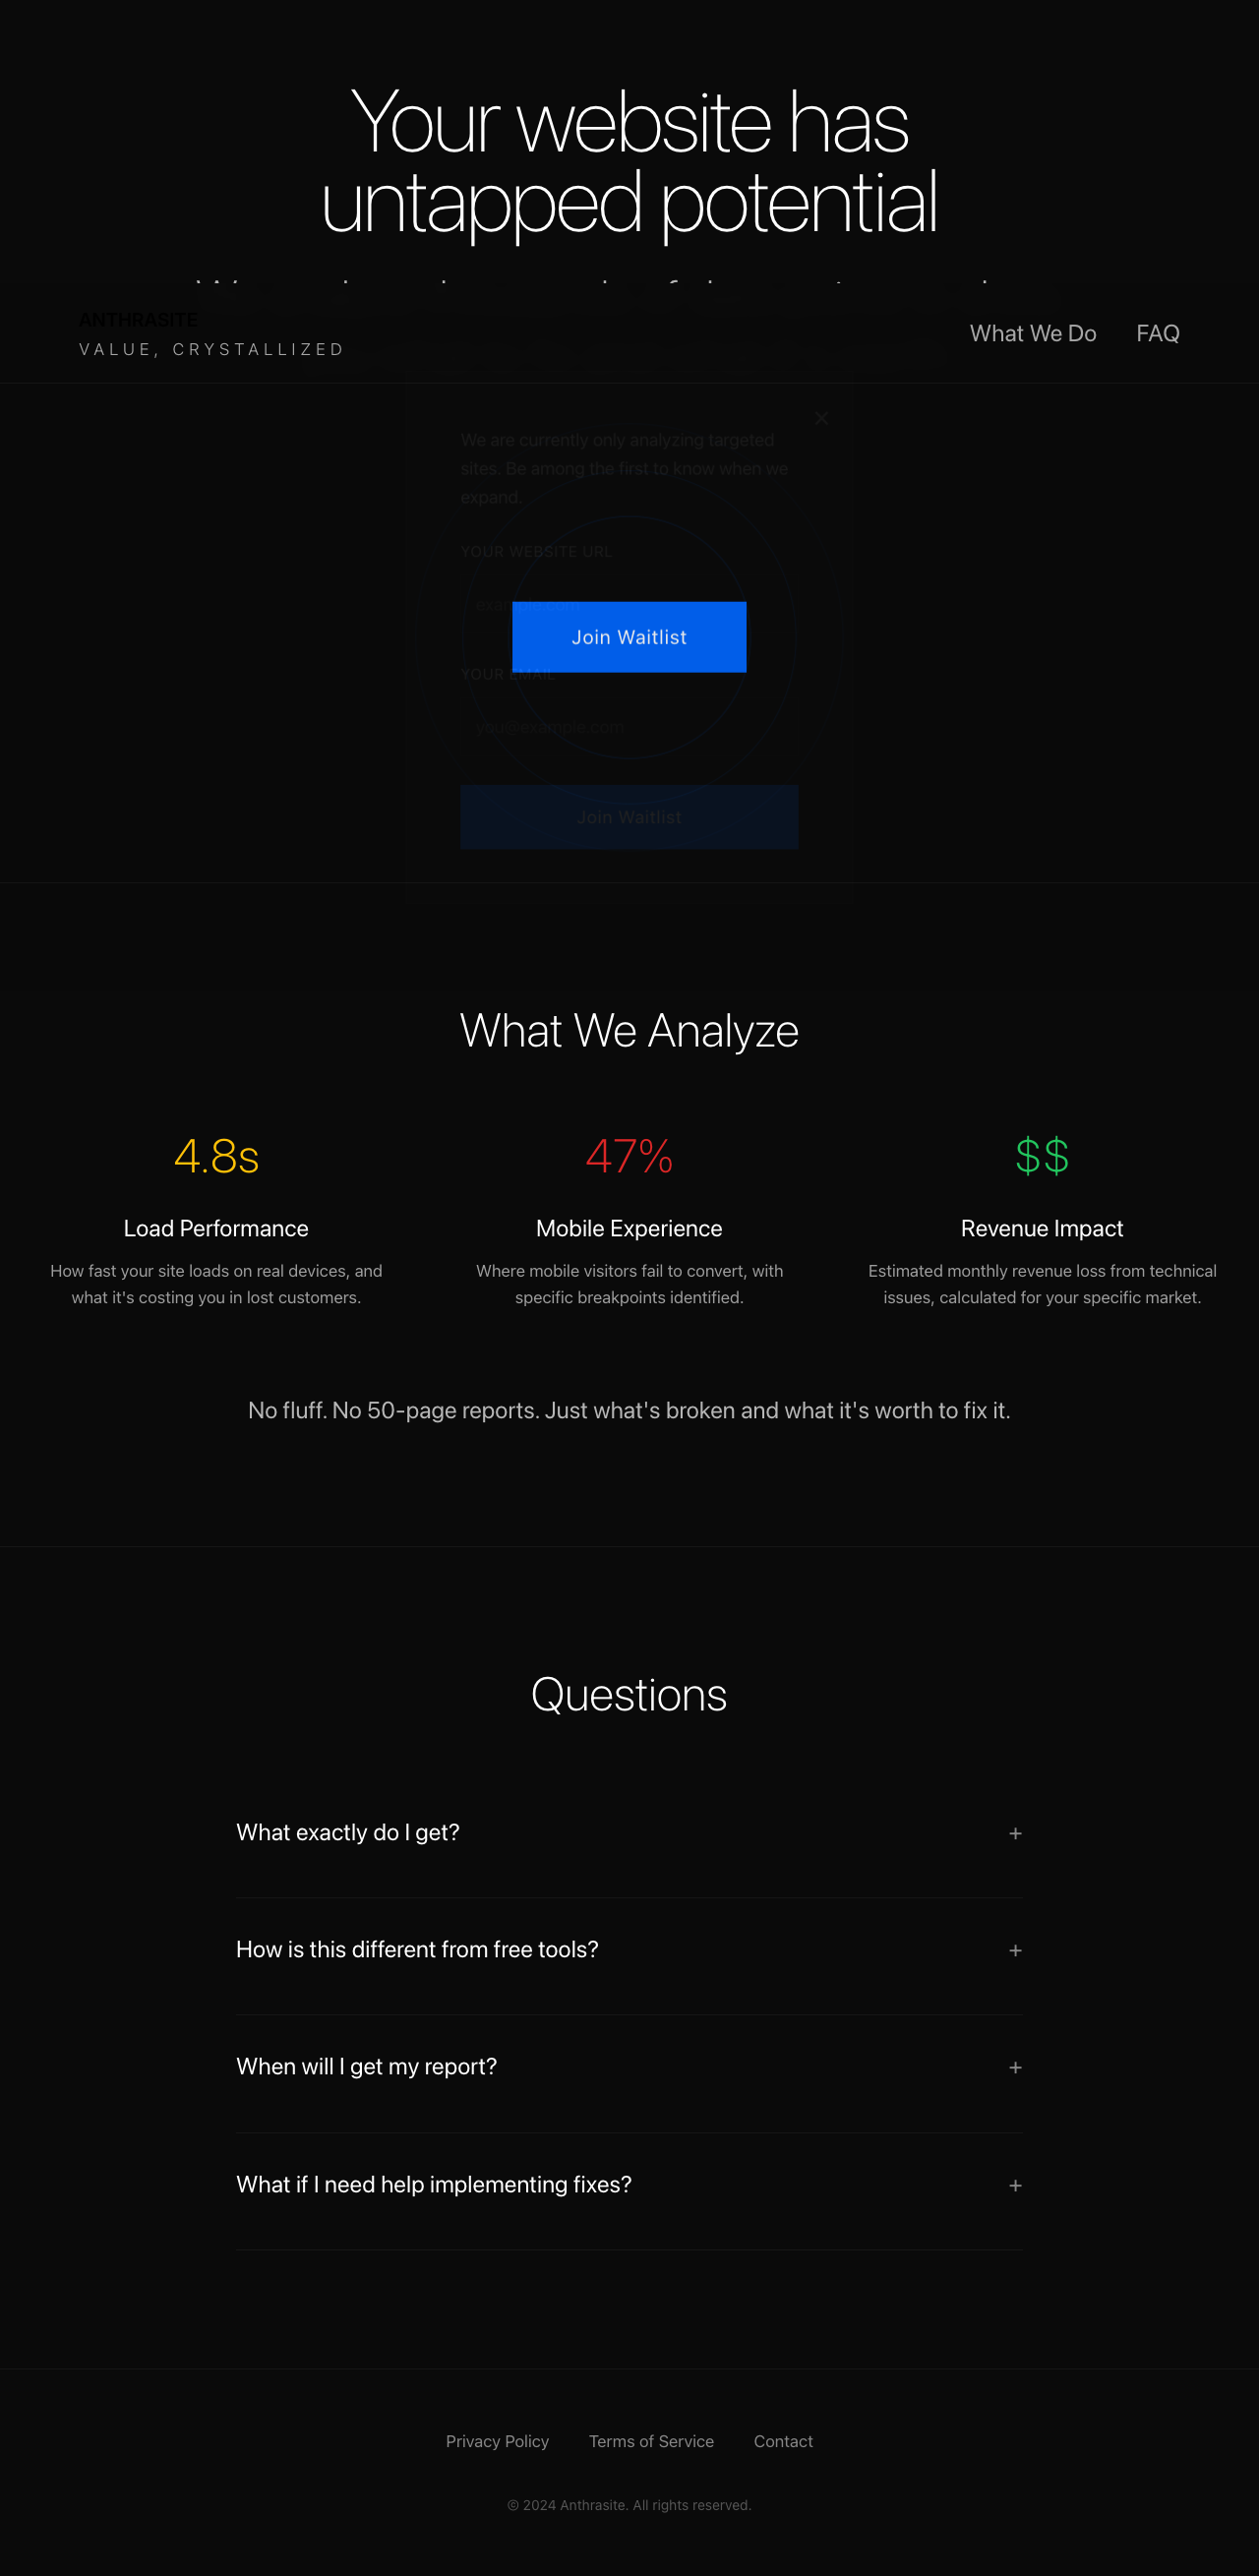 Your website has
untapped potential
ANTHRASITE
VALUE, CRYSTALLIZED
What We Do
FAQ
×
We are currently only analyzing targeted
sites. Be among the first to know when we
expand.
YOUR WEBSITE URL
example.com
Join Waitlist
YOUR EMAIL
you@example.com
Join Waitlist
What We Analyze
4.8s
Load Performance
How fast your site loads on real devices, and
what it's costing you in lost customers.
47%
Mobile Experience
Where mobile visitors fail to convert, with
specific breakpoints identified.
$$
Revenue Impact
Estimated monthly revenue loss from technical
issues, calculated for your specific market.
No fluff. No 50-page reports. Just what's broken and what it's worth to fix it.
Questions
What exactly do I get?
+
How is this different from free tools?
+
When will I get my report?
+
What if I need help implementing fixes?
+
Privacy Policy
Terms of Service
Contact
© 2024 Anthrasite. All rights reserved.